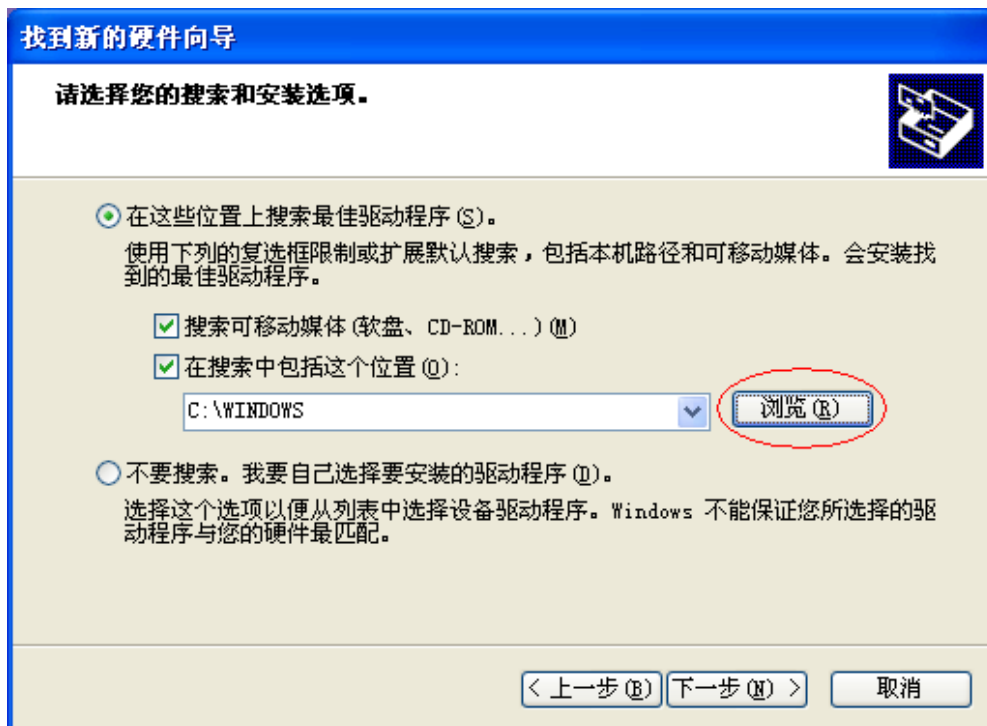 找到新的硬件向导
请选择您的搜索和安装选项。
在这些位置上搜索最佳驱动程序(S)。
使用下列的复选框限制或扩展默认搜索，包括本机路径和可移动媒体。会安装找
到的最佳驱动程序。
搜索可移动媒体(软盘、CD-ROM...)(M)
在搜索中包括这个位置(O):
C:\WINDOWS
浏览(R)
不要搜索。我要自己选择要安装的驱动程序(D)。
选择这个选项以便从列表中选择设备驱动程序。Windows 不能保证您所选择的驱
动程序与您的硬件最匹配。
< 上一步(B) 下一步(N) > 取消